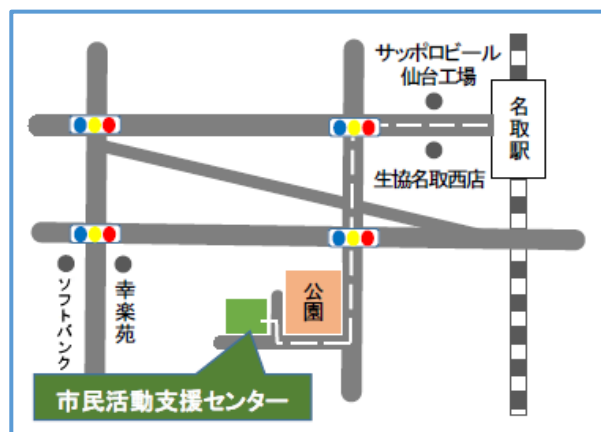 サッポロビール
仙台工場
名取駅
生協名取西店
公園
幸楽苑
ソフトバンク
市民活動支援センター